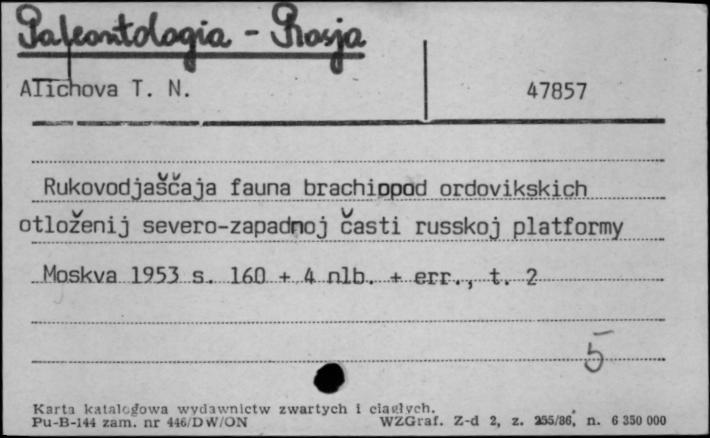 Paleontologia - Rosja
Alichova T. N.
47857
Rukovodjaščaja fauna brachippod ordovikskich
otloženij severo-zapadnoj časti russkoj platformy
Moskva 1953 s. 160 + 4 nlb. + err., t. 2
5
Karta katalogowa wydawnictw zwartych i ciągłych.
Pu-B-144 zam. nr 446/DW/ON
WZGraf. Z-d 2, z. 255/86, n. 6 350 000